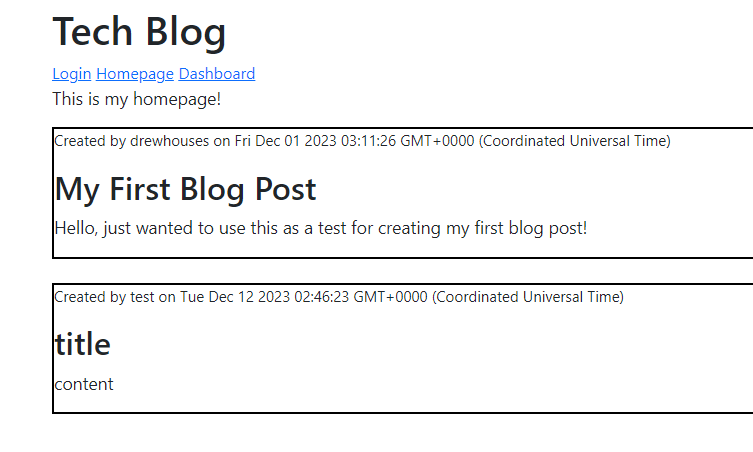 Tech Blog
Login Homepage Dashboard
This is my homepage!
Created by drewhouses on Fri Dec 01 2023 03:11:26 GMT+0000 (Coordinated Universal Time)
My First Blog Post
Hello, just wanted to use this as a test for creating my first blog post!
Created by test on Tue Dec 12 2023 02:46:23 GMT+0000 (Coordinated Universal Time)
title
content